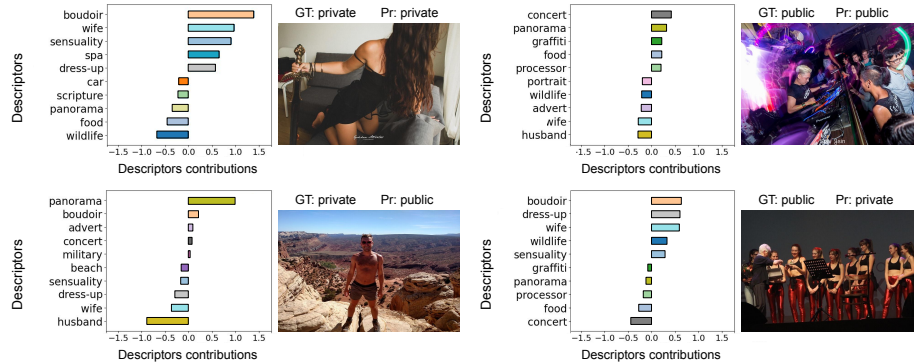 GT: private Pr: private
Descriptors
boudoir
wife
sensuality
spa
dress-up
car
scripture
panorama
food
wildlife
−1.5 −1.0 −0.5 0.0 0.5 1.0 1.5
Descriptors contributions
GT: public Pr: public
Descriptors
concert
panorama
graffiti
food
processor
portrait
wildlife
advert
wife
husband
−1.5 −1.0 −0.5 0.0 0.5 1.0 1.5
Descriptors contributions
GT: private Pr: public
Descriptors
panorama
boudoir
advert
concert
military
beach
sensuality
dress-up
wife
husband
−1.5 −1.0 −0.5 0.0 0.5 1.0 1.5
Descriptors contributions
GT: public Pr: private
Descriptors
boudoir
dress-up
wife
wildlife
sensuality
graffiti
panorama
processor
food
concert
−1.5 −1.0 −0.5 0.0 0.5 1.0 1.5
Descriptors contributions